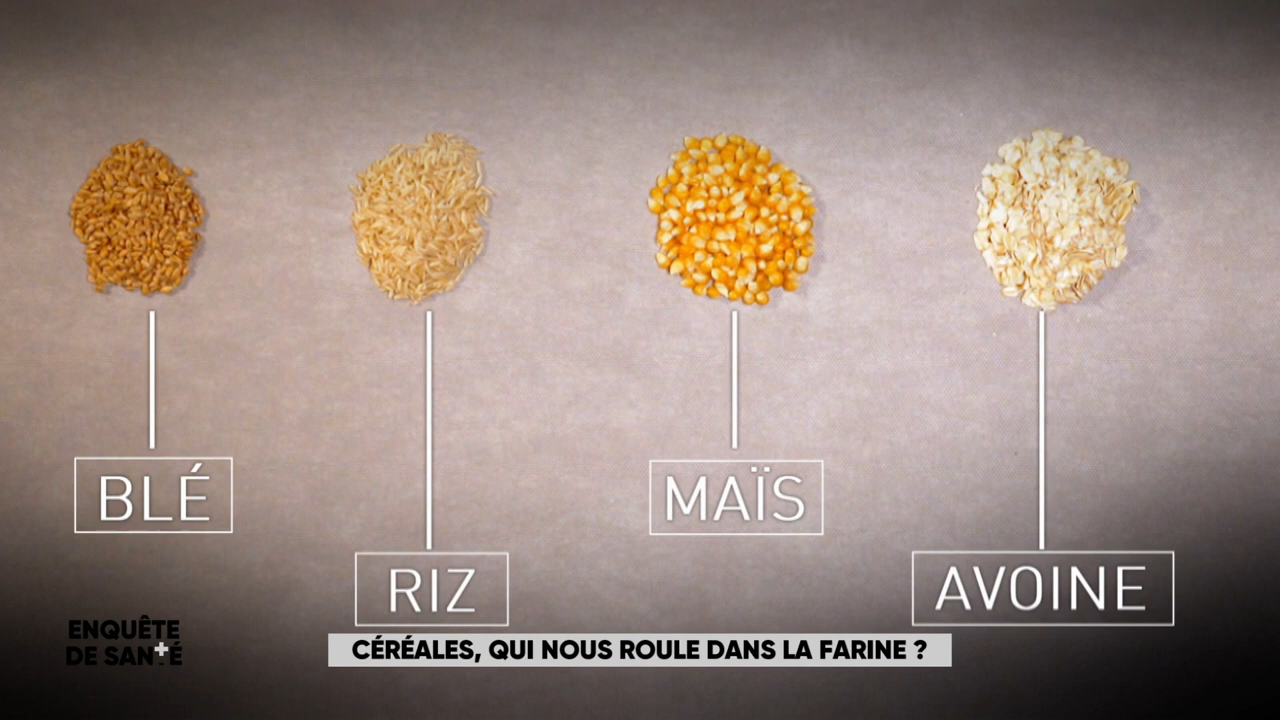 BLÉ
RIZ
MAÏS
AVOINE
ENQUÊTE
DE SANTÉ
CÉRÉALES, QUI NOUS ROULE DANS LA FARINE ?